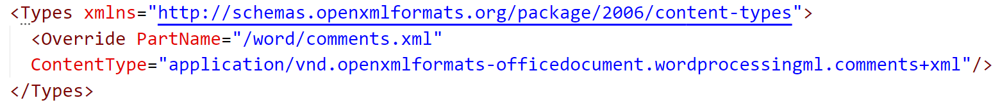 <Types xmlns="http://schemas.openxmlformats.org/package/2006/content-types">
  <Override PartName="/word/comments.xml"
  ContentType="application/vnd.openxmlformats-officedocument.wordprocessingml.comments+xml"/>
</Types>